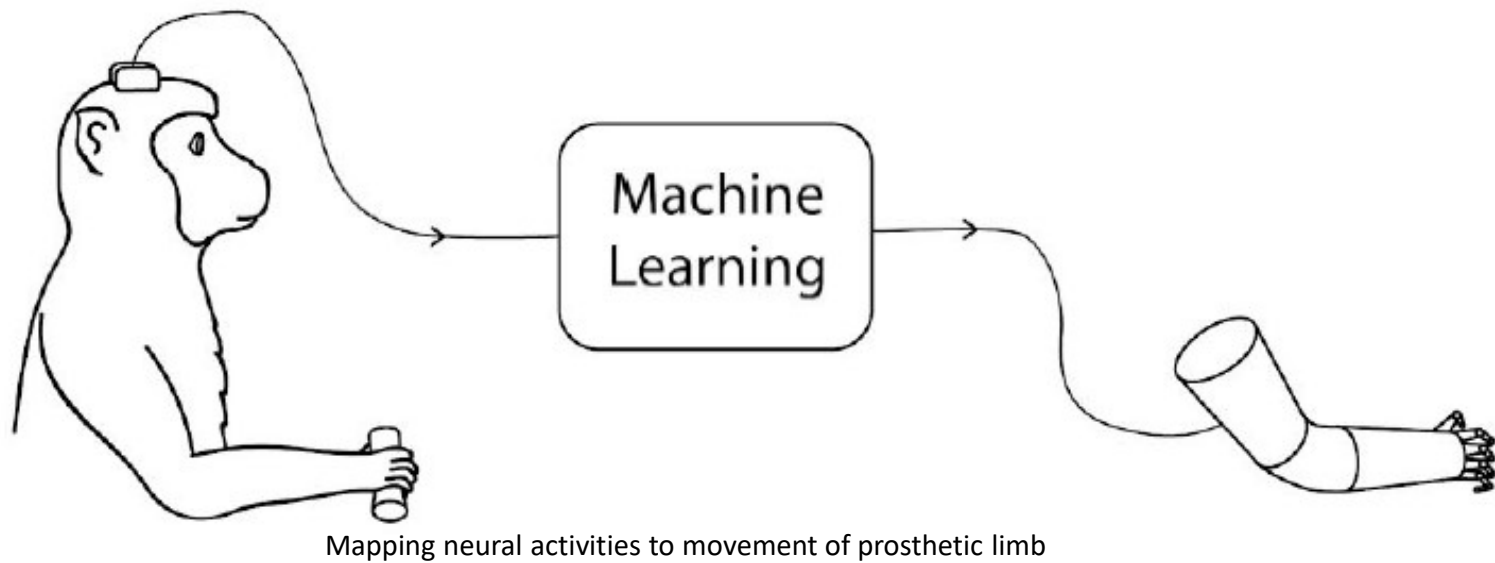 Machine
Learning
Mapping neural activities to movement of prosthetic limb